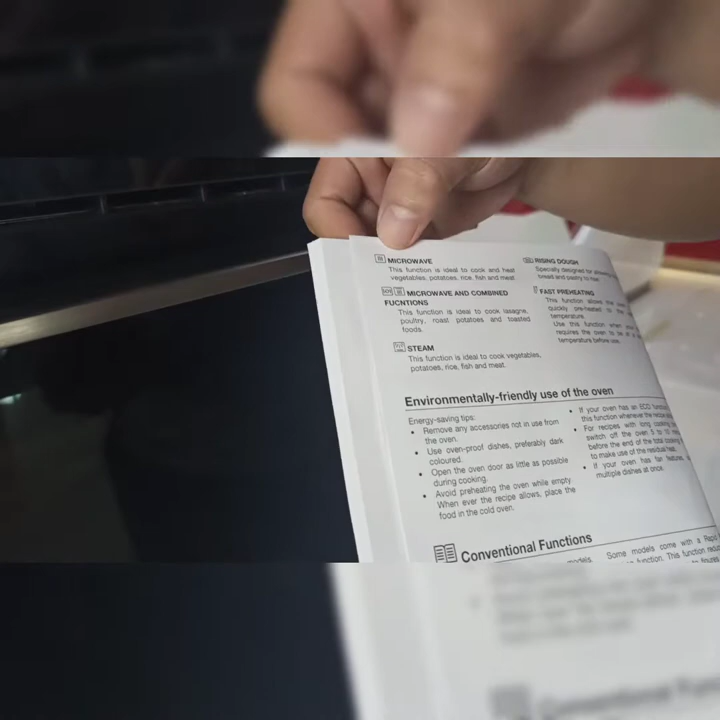 MICROWAVE
This function is ideal to cook and heat
vegetables, potatoes, rice, fish and meat.
MICROWAVE AND COMBINED
FUCNTIONS
This function is ideal to cook lasagne,
poultry, roast potatoes and toasted
foods.
STEAM
This function is ideal to cook vegetables,
potatoes, rice, fish and meat.
RISING DOUGH
Specially designed for
bread and pastry to rise.
FAST PREHEATING
This function allows the
quickly pre-heated to the
temperature.
Use this function when
requires the oven to be at
temperature before use.
Environmentally-friendly use of the oven
Energy-saving tips:
• Remove any accessories not in use from
the oven.
• Use oven-proof dishes, preferably dark
coloured.
• Open the oven door as little as possible
during cooking.
• Avoid preheating the oven while empty.
When ever the recipe allows, place the
food in the cold oven.
• If your oven has an ECO function
this function whenever the recipe
• For recipes with long cooking
switch off the oven 5 to 10
before the end of the total cooking
to make use of the residual heat.
• If your oven has fan features,
multiple dishes at once.
Conventional Functions
models.
Some models come with a Rapid
function. This function
figures